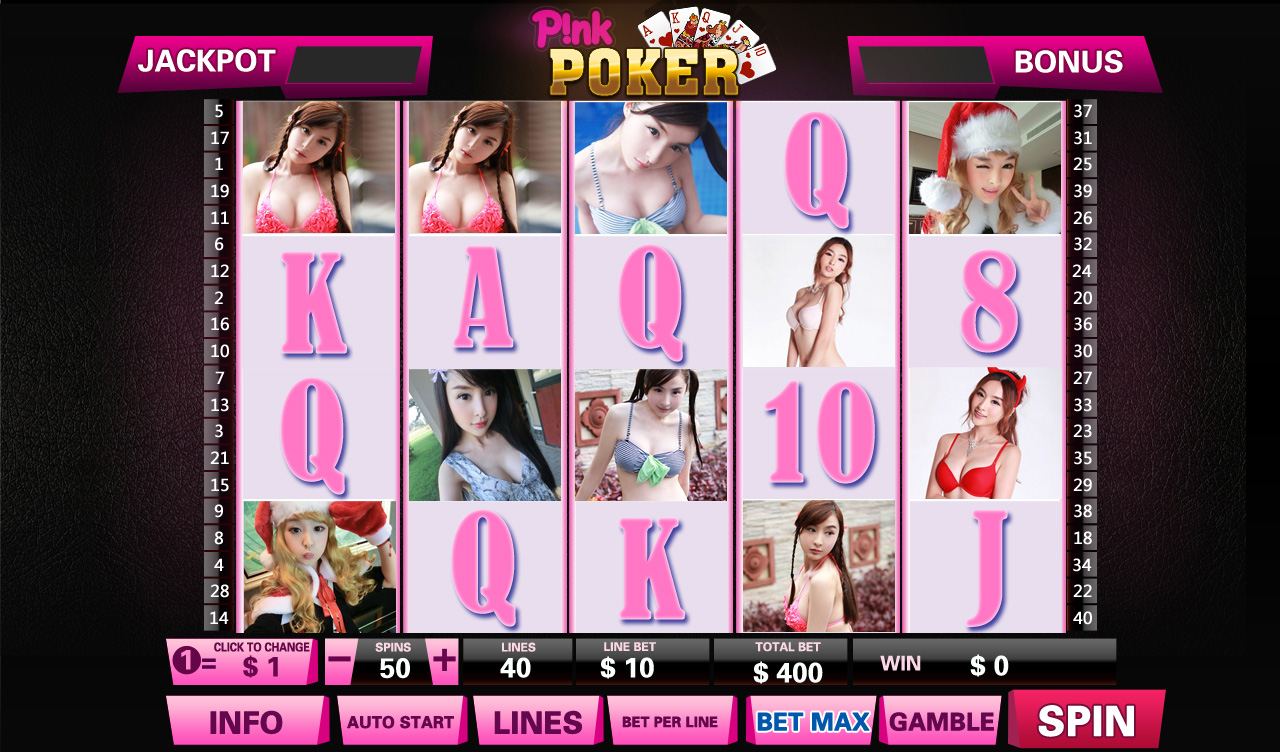 P!nk
POKER
A K Q J 10
JACKPOT
BONUS
5
17
1
19
11
6
12
2
16
10
7
13
3
21
15
9
8
4
28
14
Q
K A Q 8
Q 10
Q K J
37
31
25
39
26
32
24
20
36
30
27
33
23
35
29
38
18
34
22
40
1 = CLICK TO CHANGE
$ 1
− SPINS +
50
LINES
40
LINE BET
$ 10
TOTAL BET
$ 400
WIN $ 0
INFO AUTO START LINES BET PER LINE BET MAX GAMBLE SPIN